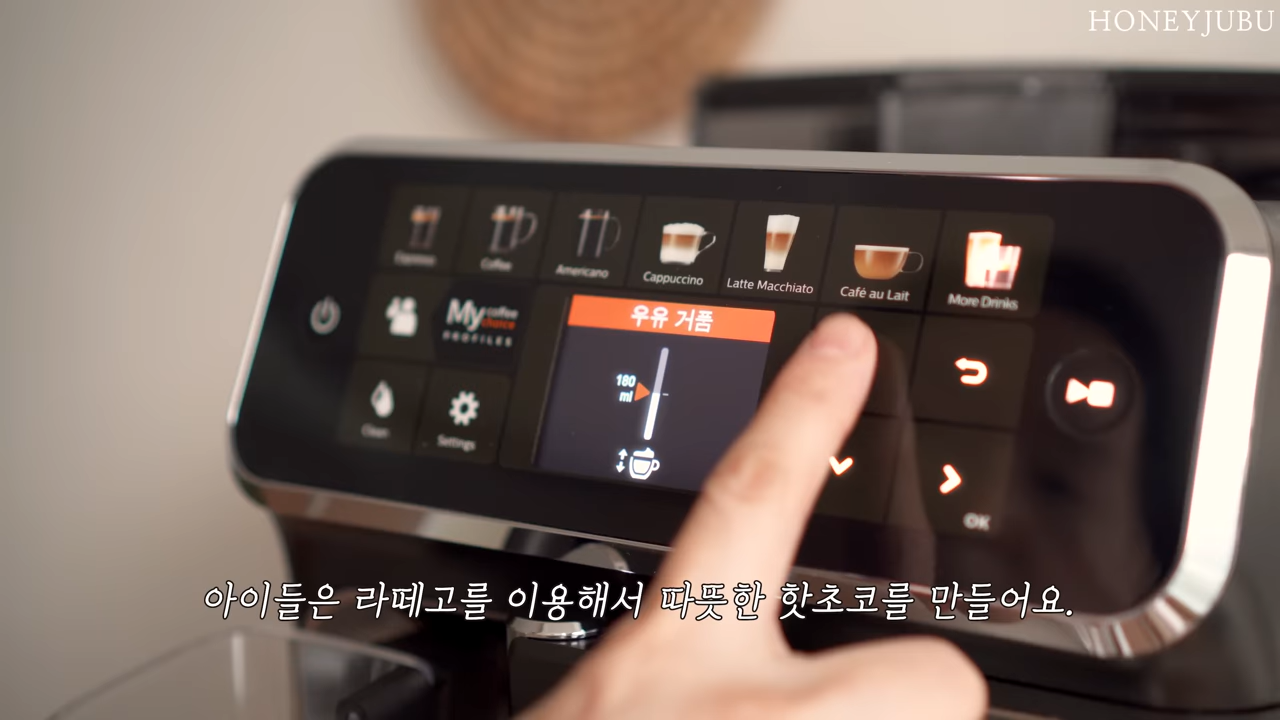 HONEYJUBU
Espresso
Coffee
Americano
Cappuccino
Latte Macchiato
Café au Lait
More Drinks
My coffee choice
PROFILES
우유 거품
180
ml
Clean
Settings
OK
아이들은 라떼고를 이용해서 따뜻한 핫초코를 만들어요.